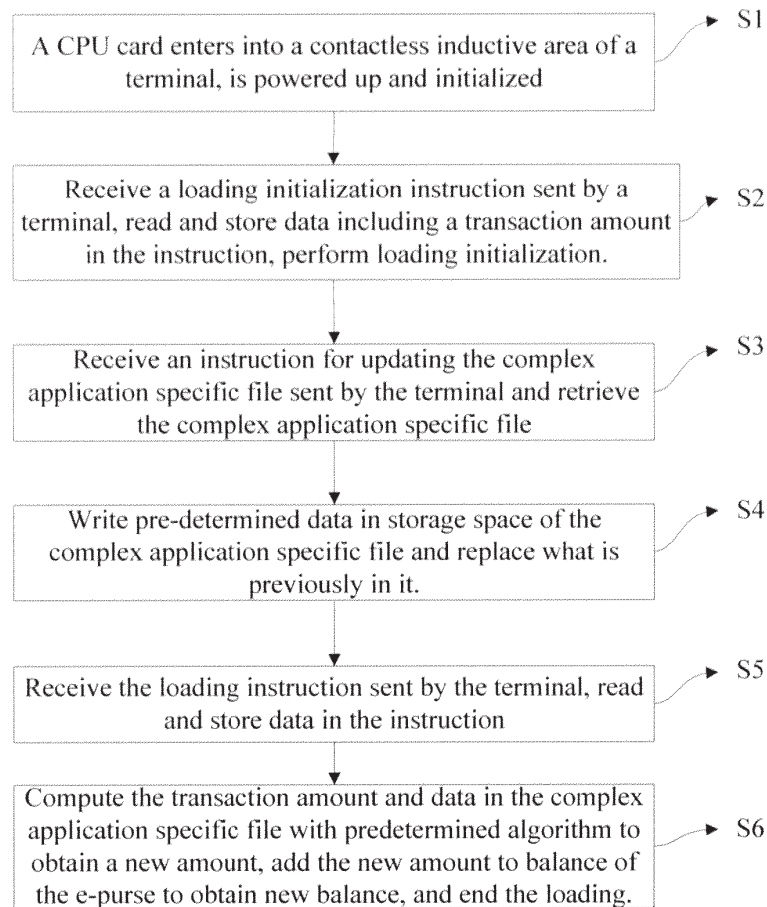 A CPU card enters into a contactless inductive area of a
terminal, is powered up and initialized
S1
Receive a loading initialization instruction sent by a
terminal, read and store data including a transaction amount
in the instruction, perform loading initialization.
S2
Receive an instruction for updating the complex
application specific file sent by the terminal and retrieve
the complex application specific file
S3
Write pre-determined data in storage space of the
complex application specific file and replace what is
previously in it.
S4
Receive the loading instruction sent by the terminal, read
and store data in the instruction
S5
Compute the transaction amount and data in the complex
application specific file with predetermined algorithm to
obtain a new amount, add the new amount to balance of
the e-purse to obtain new balance, and end the loading.
S6